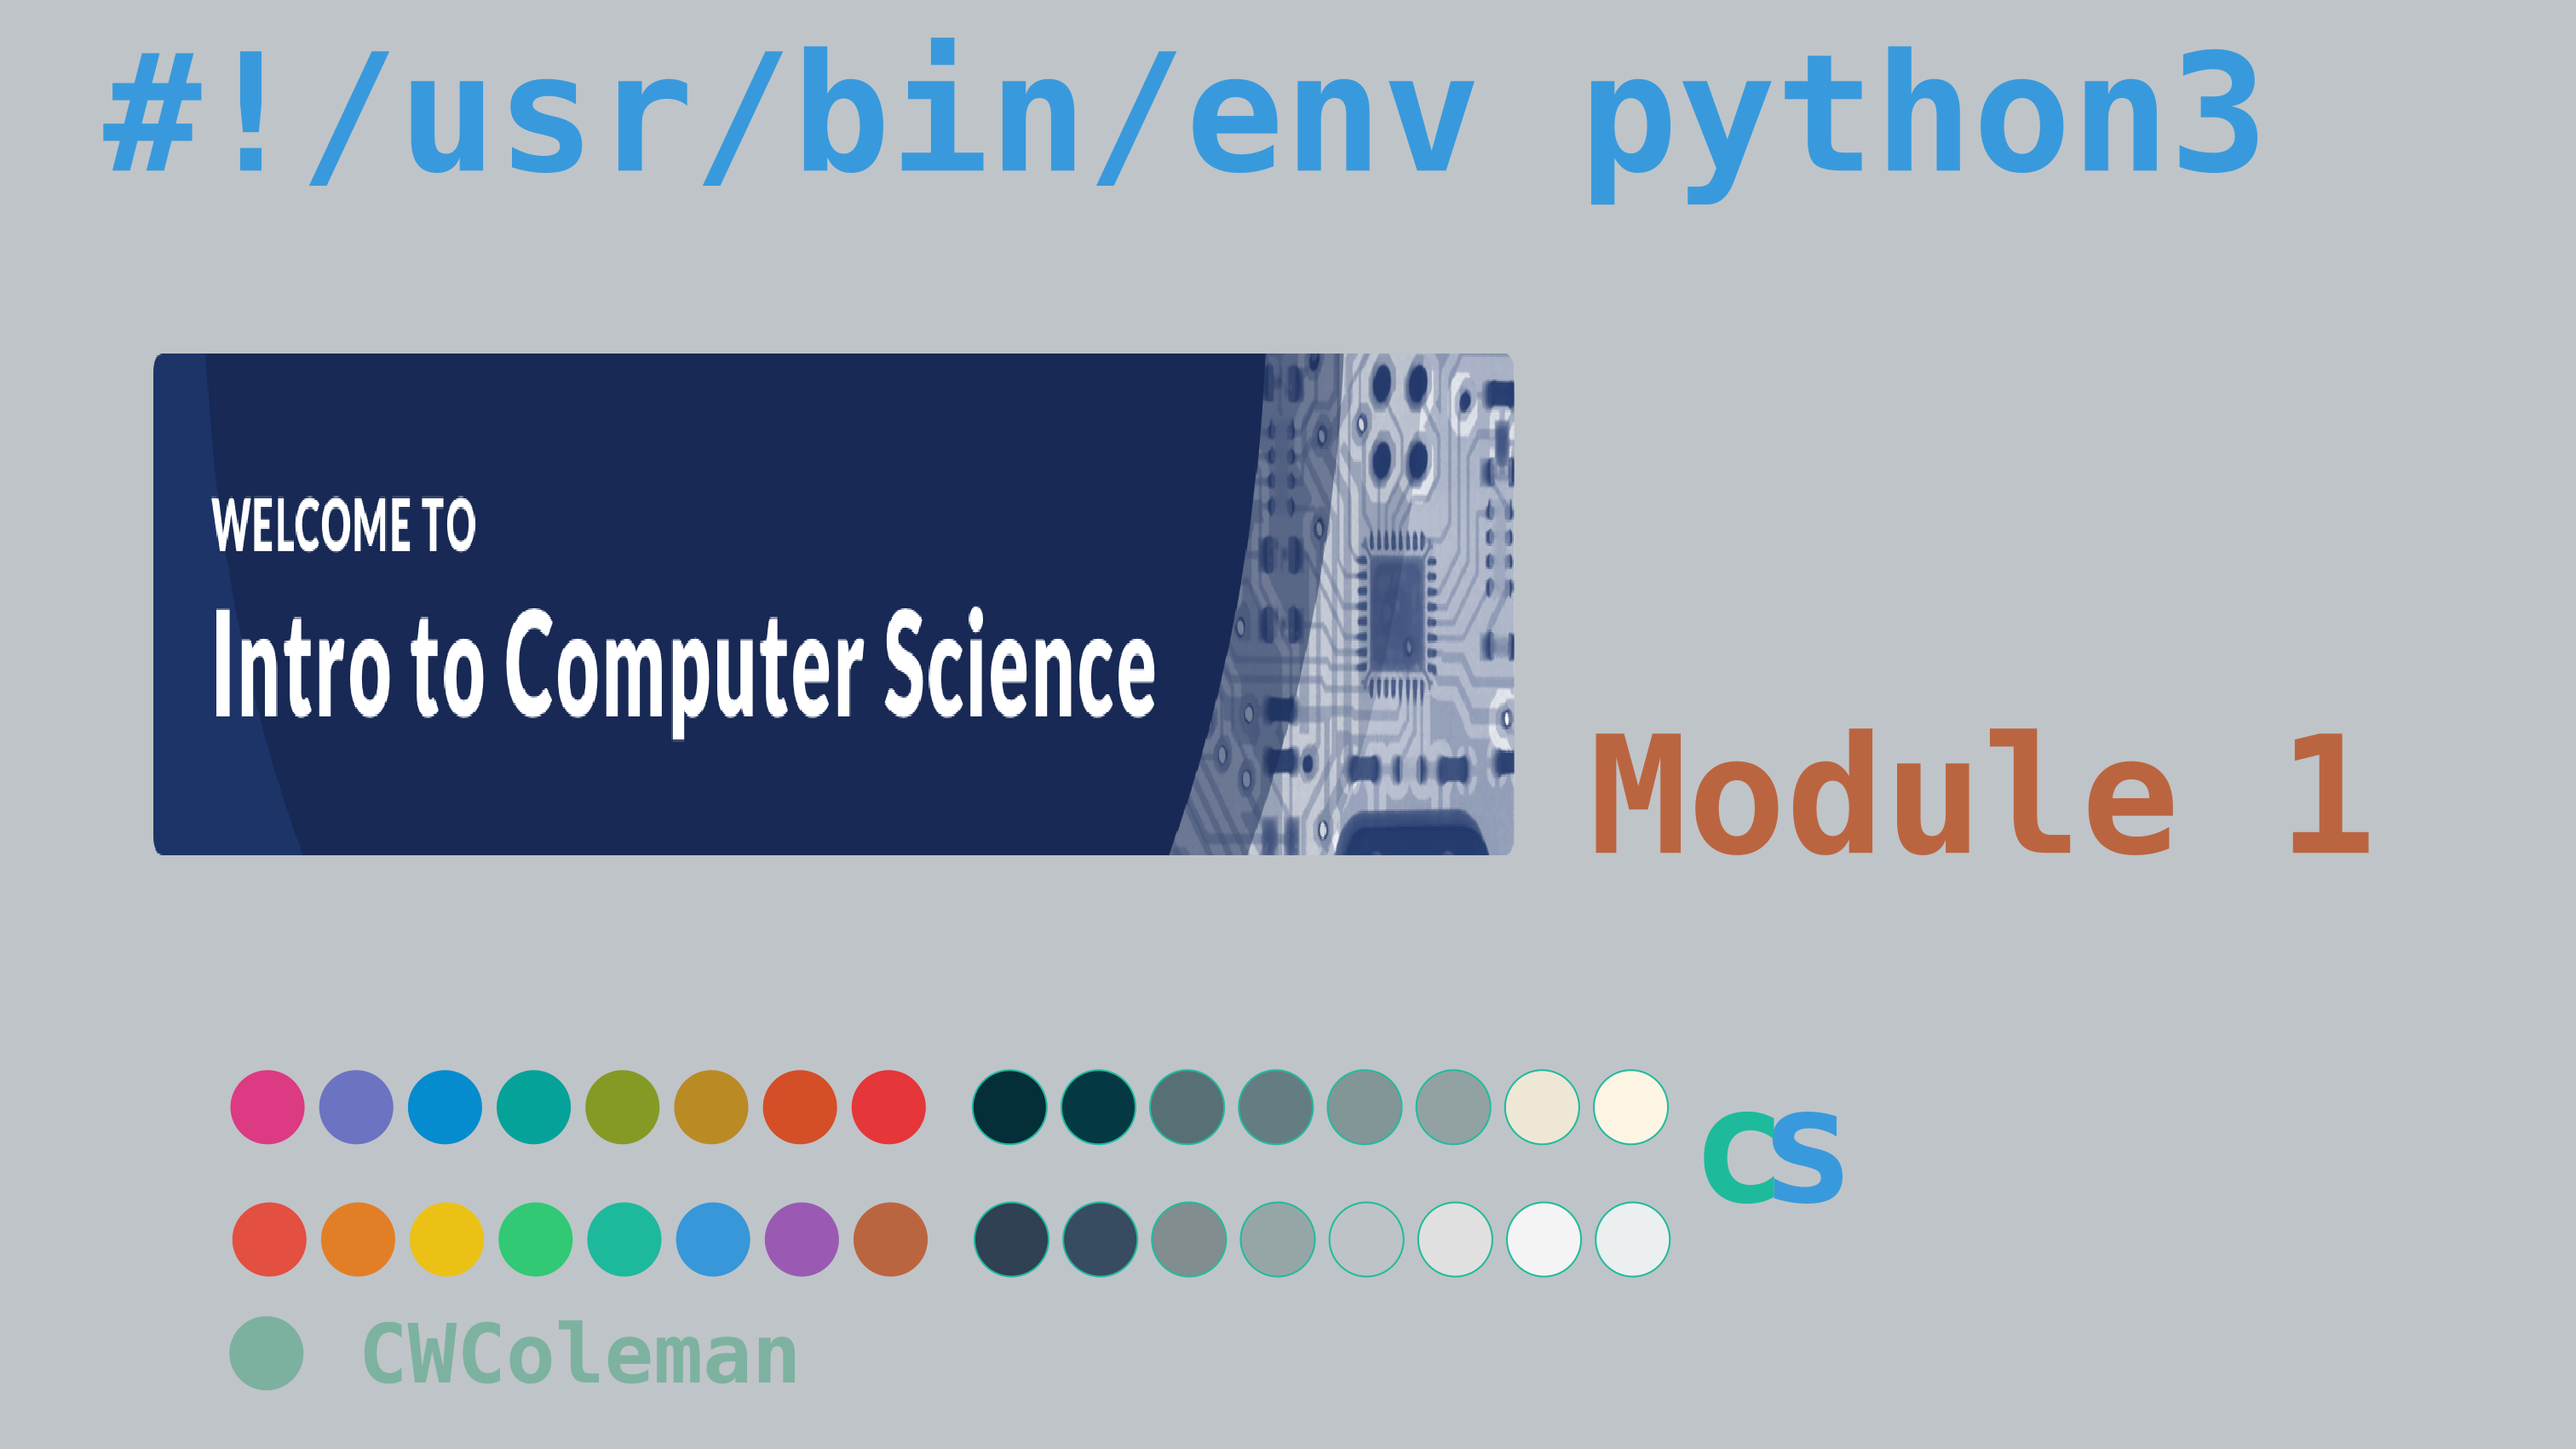 #!/usr/bin/env python3
WELCOME TO
Intro to Computer Science
Module 1
cs
CWColeman